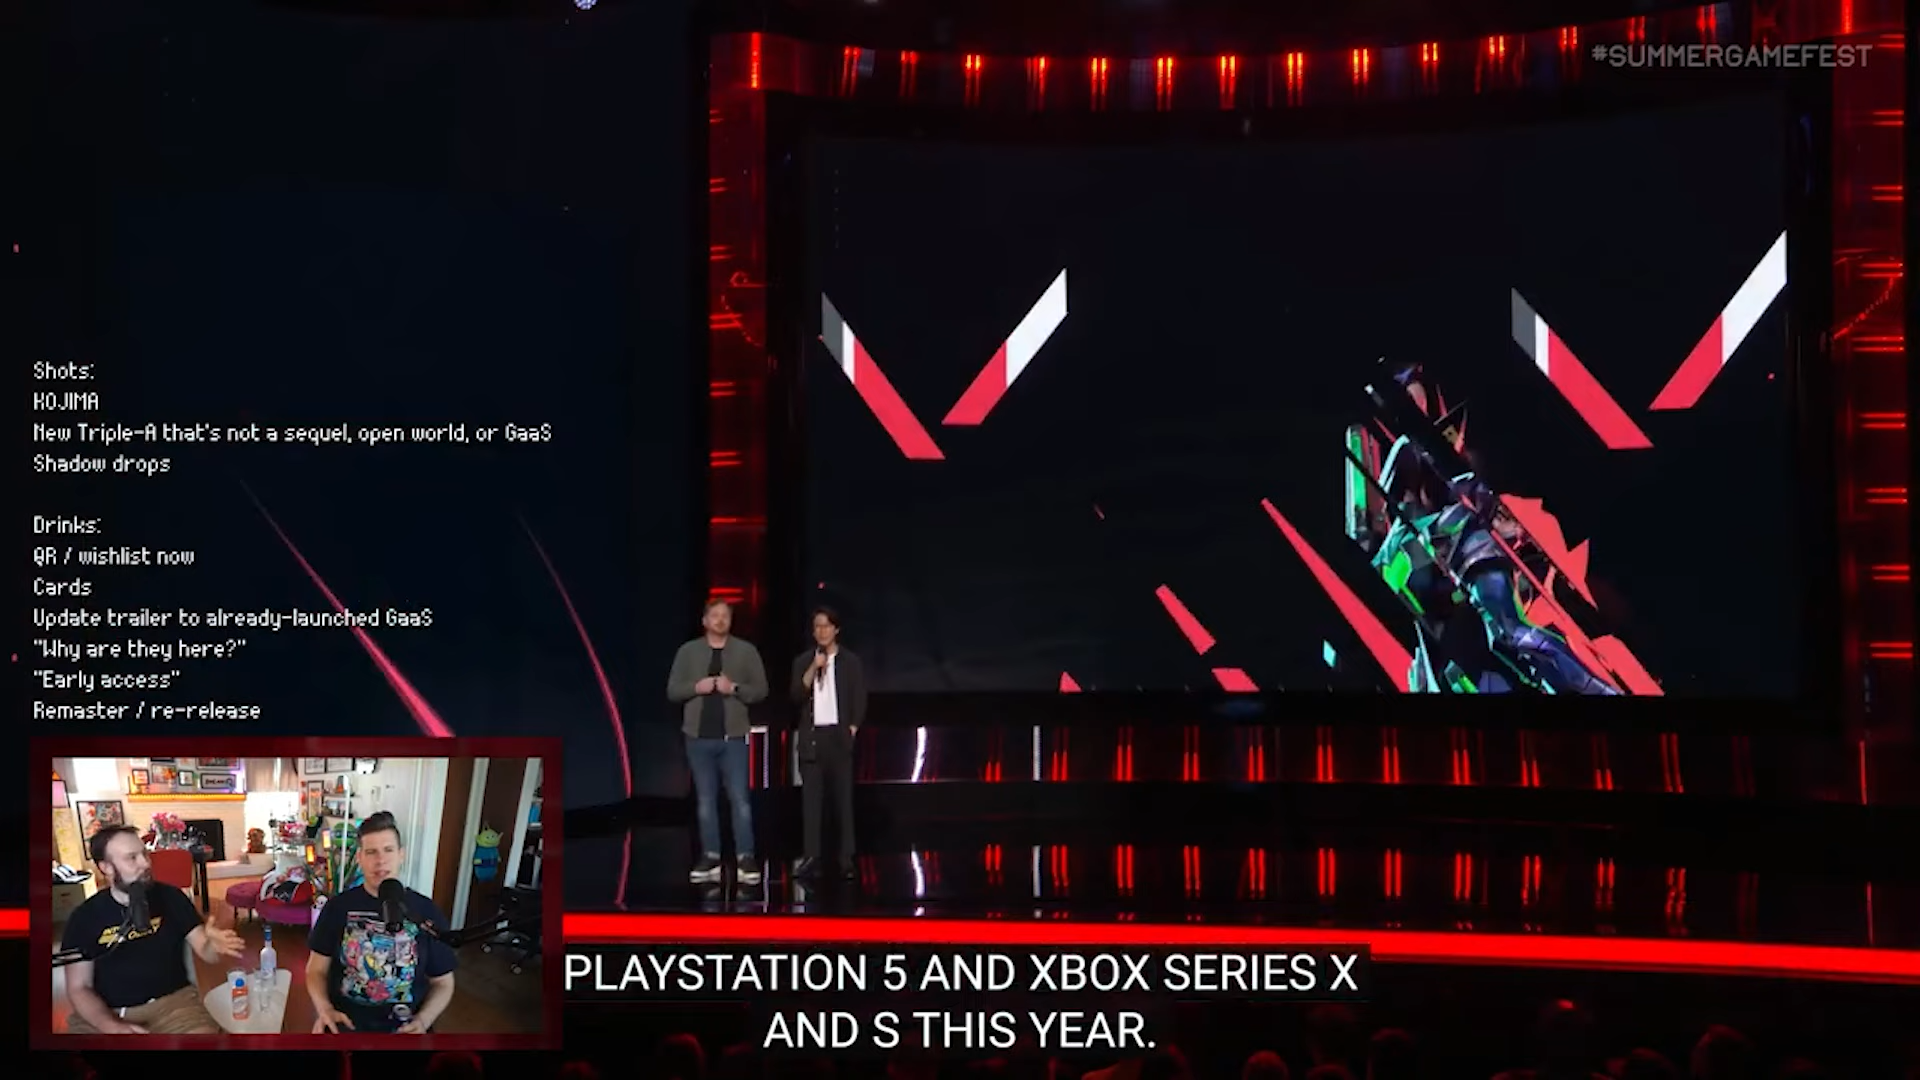 #SUMMERGAMEFEST
Shots:
KOJIMA
New Triple-A that's not a sequel, open world, or GaaS
Shadow drops
Drinks:
QR / wishlist now
Cards
Update trailer to already-launched GaaS
"Why are they here?"
"Early access"
Remaster / re-release
PLAYSTATION 5 AND XBOX SERIES X
AND S THIS YEAR.